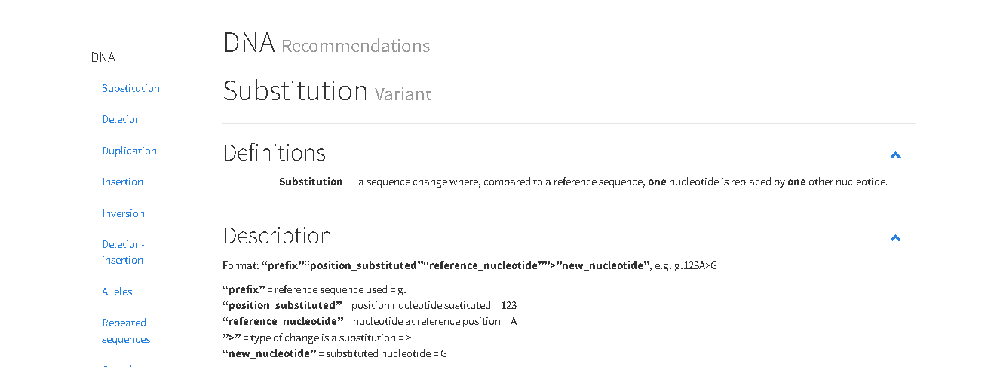 DNA
Substitution
Deletion
Duplication
Insertion
Inversion
Deletion-
insertion
Alleles
Repeated
sequences
DNA Recommendations
Substitution Variant
Definitions
Substitution a sequence change where, compared to a reference sequence, one nucleotide is replaced by one other nucleotide.
Description
Format: “prefix”“position_substituted”“reference_nucleotide””>”new_nucleotide”, e.g. g.123A>G
“prefix” = reference sequence used = g.
“position_substituted” = position nucleotide sustituted = 123
“reference_nucleotide” = nucleotide at reference position = A
”>” = type of change is a substitution = >
“new_nucleotide” = substituted nucleotide = G